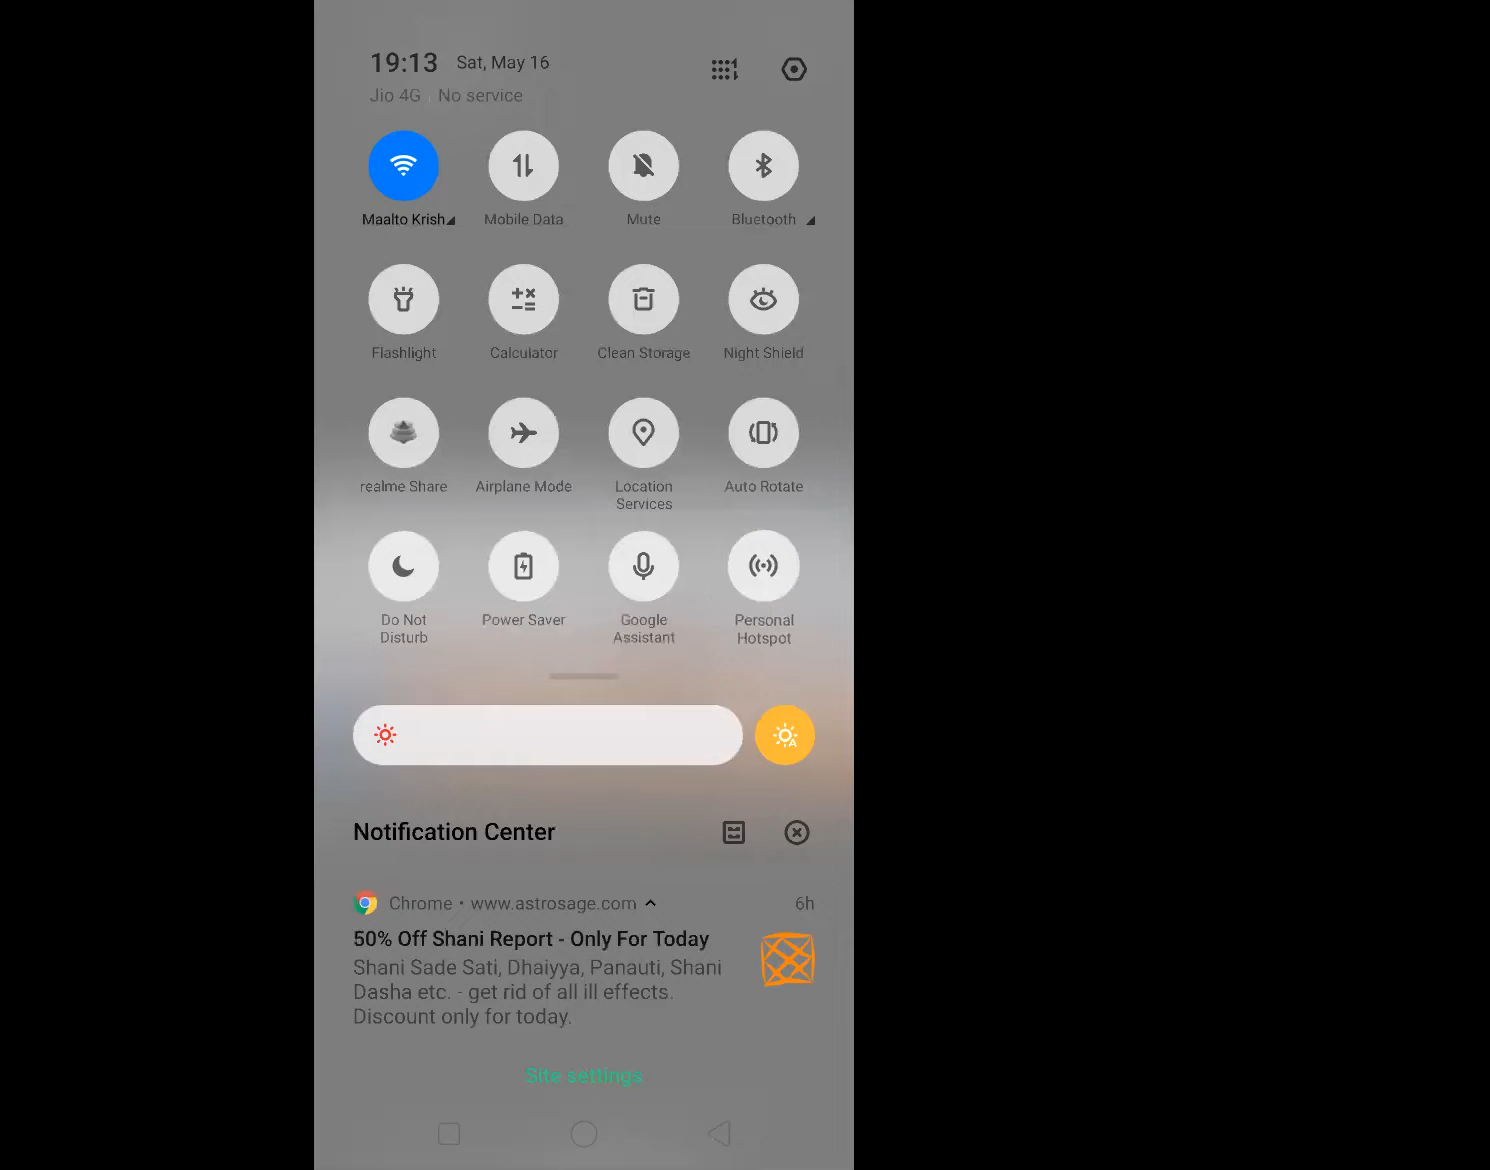 19:13 Sat, May 16
Jio 4G | No service
Maalto Krish Mobile Data Mute Bluetooth
Flashlight Calculator Clean Storage Night Shield
realme Share Airplane Mode Location Services Auto Rotate
Do Not Disturb Power Saver Google Assistant Personal Hotspot
Notification Center
Chrome • www.astrosage.com 6h
50% Off Shani Report - Only For Today
Shani Sade Sati, Dhaiyya, Panauti, Shani
Dasha etc. - get rid of all ill effects.
Discount only for today.
Site settings